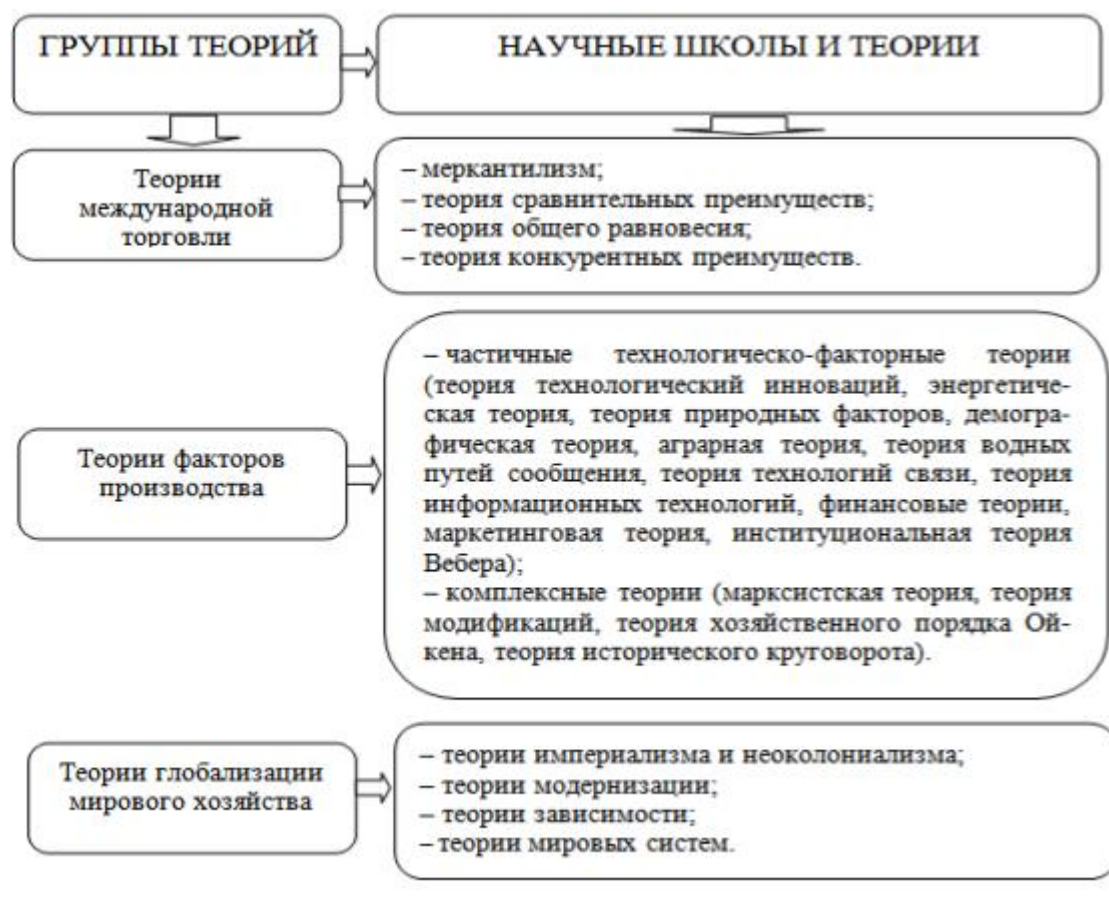 ГРУППЫ ТЕОРИЙ
НАУЧНЫЕ ШКОЛЫ И ТЕОРИИ
Теории
международной
торговли
– меркантилизм;
– теория сравнительных преимуществ;
– теория общего равновесия;
– теория конкурентных преимуществ.
Теории факторов
производства
– частичные технологическо-факторные теории
(теория технологический инноваций, энергетиче-
ская теория, теория природных факторов, демогра-
фическая теория, аграрная теория, теория водных
путей сообщения, теория технологий связи, теория
информационных технологий, финансовые теории,
маркетинговая теория, институциональная теория
Вебера);
– комплексные теории (марксистская теория, теория
модификаций, теория хозяйственного порядка Ой-
кена, теория исторического круговорота).
Теории глобализации
мирового хозяйства
– теории империализма и неоколониализма;
– теории модернизации;
– теории зависимости;
– теории мировых систем.